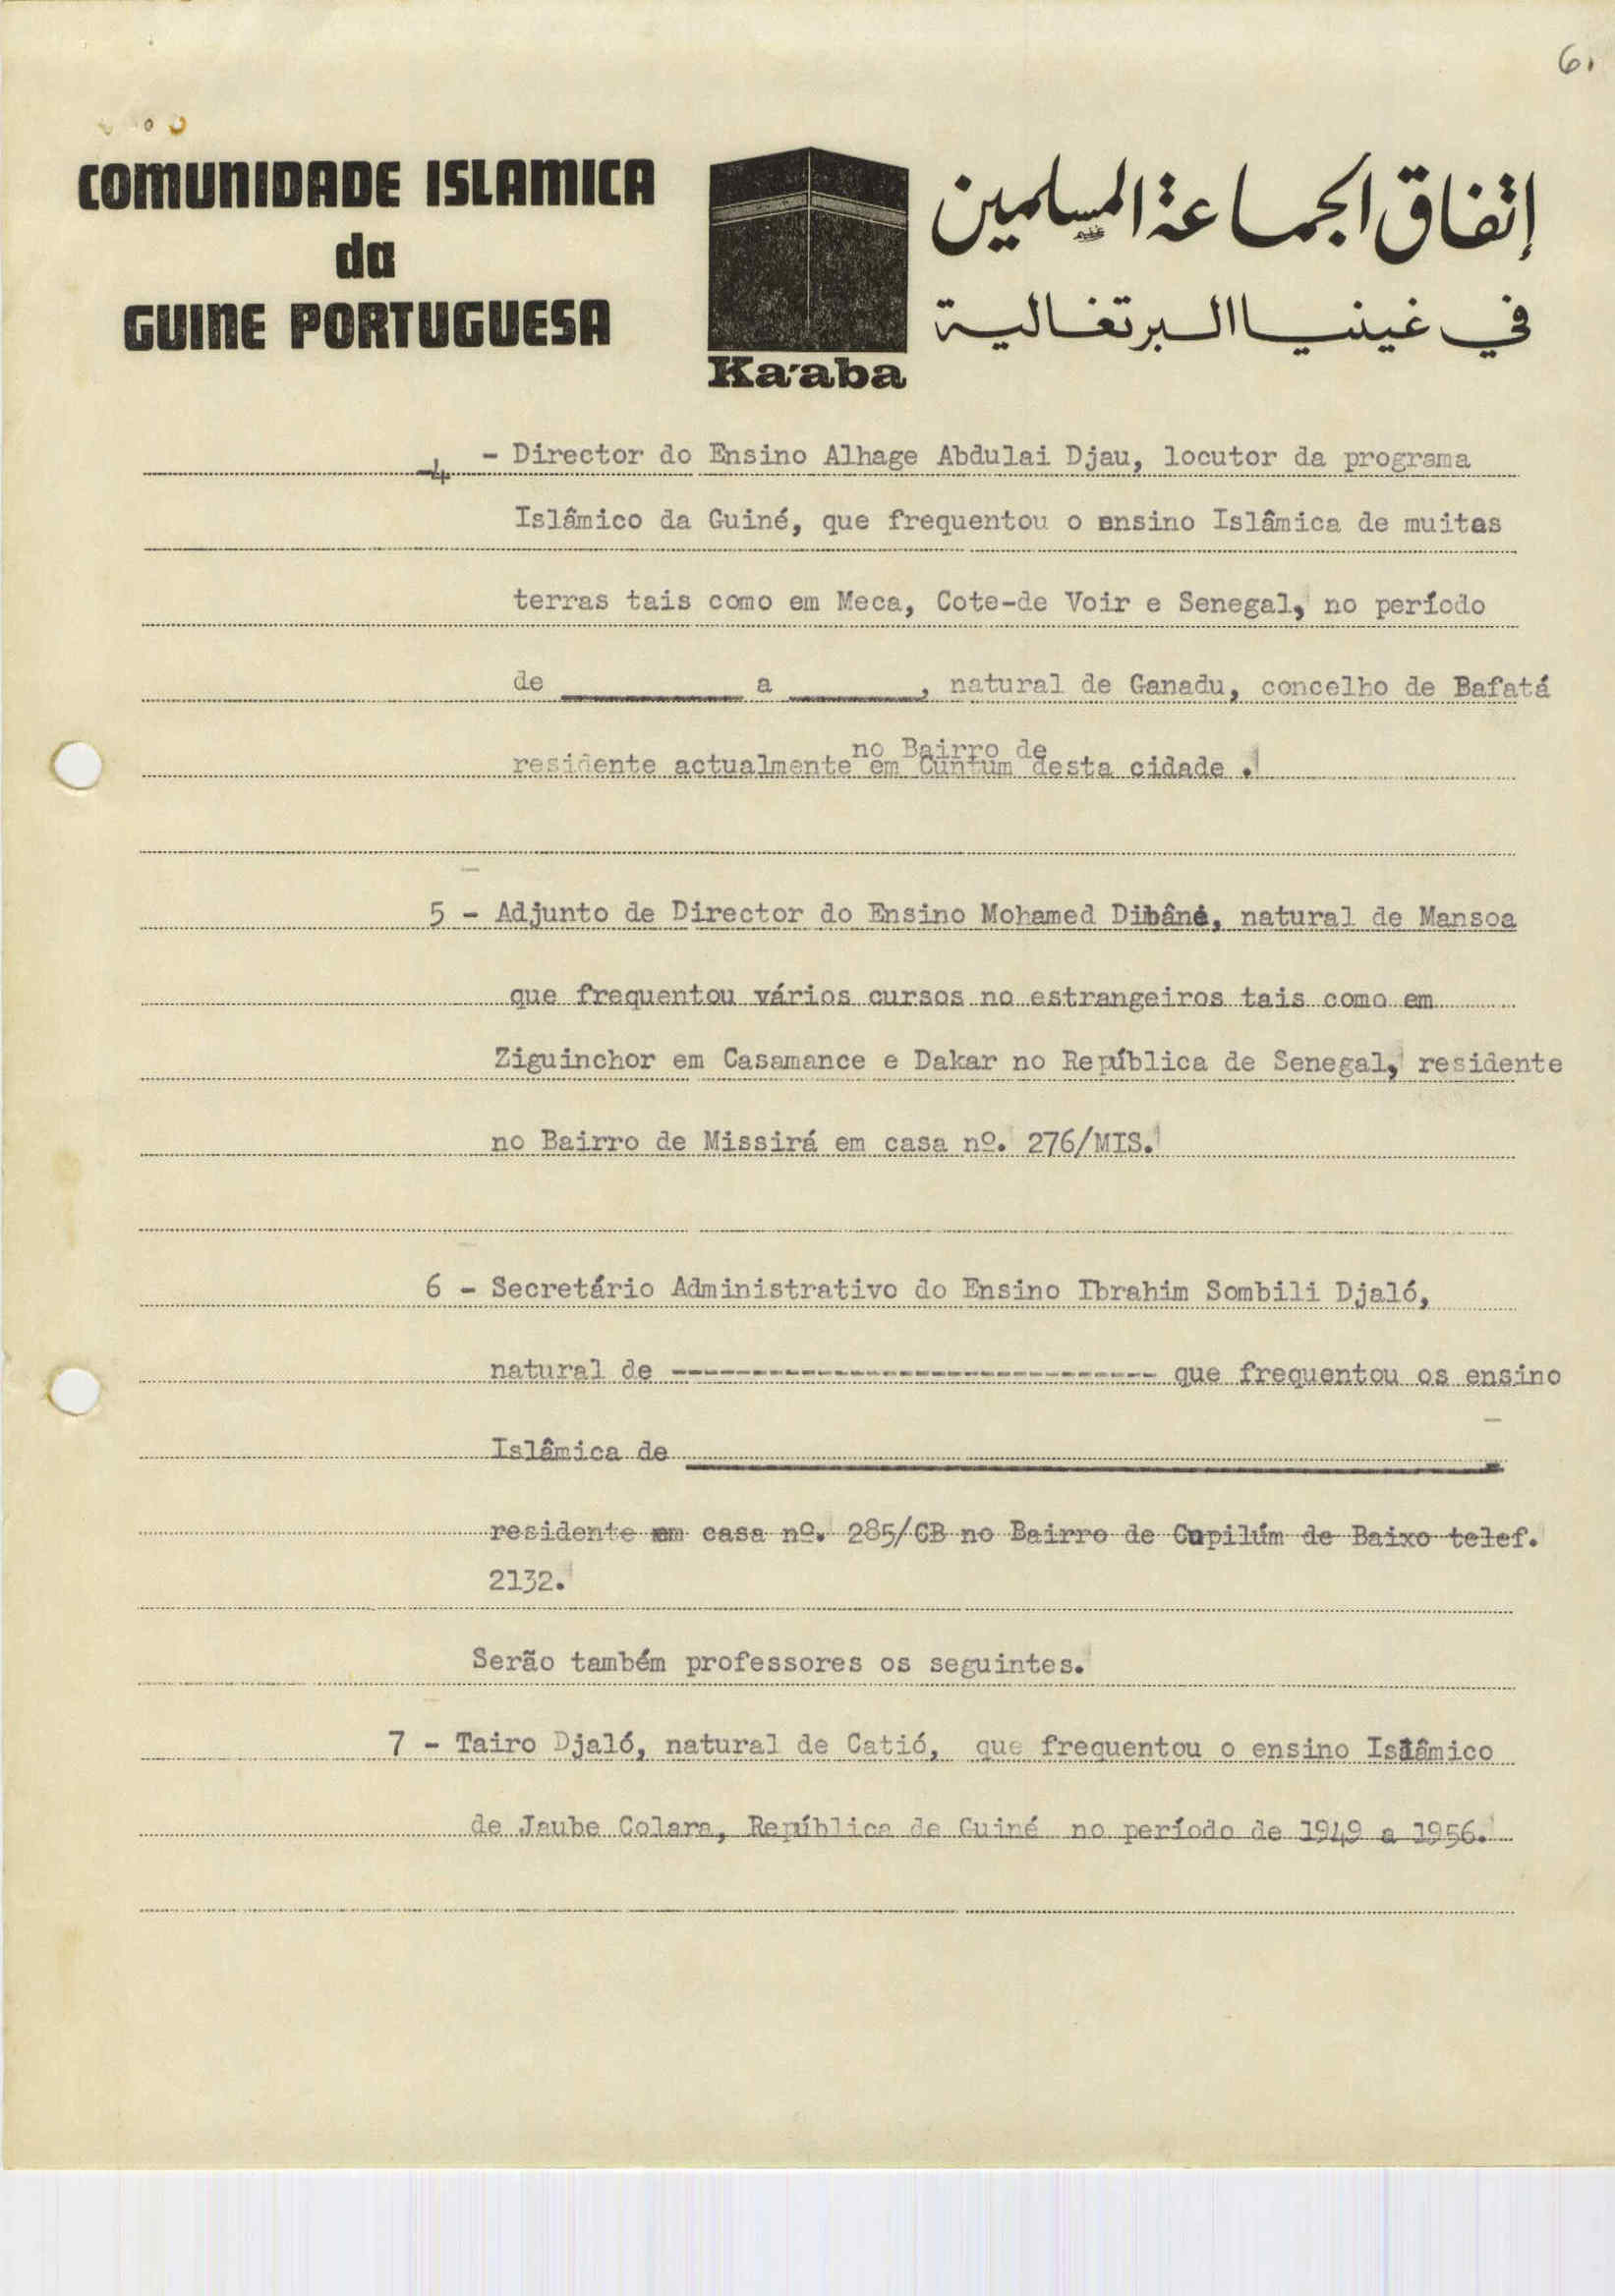 6.
COMUNIDADE ISLAMICA
da
GUINE PORTUGUESA
Ka'aba
إتفاق الجماعة المسلمين
في غينيا البرتغالية
4 - Director do Ensino Alhage Abdulai Djau, locutor da programa
Islâmico da Guiné, que frequentou o ensino Islâmica de muitas
terras tais como em Meca, Cote-de Voir e Senegal, no período
de ________ a ______, natural de Ganadu, concelho de Bafatá
no Bairro de
residente actualmente em Cuntum desta cidade .
5 - Adjunto de Director do Ensino Mohamed Dibâné, natural de Mansoa
que frequentou vários cursos no estrangeiros tais como em
Ziguinchor em Casamance e Dakar no República de Senegal, residente
no Bairro de Missirá em casa nº. 276/MIS.
6 - Secretário Administrativo do Ensino Ibrahim Sombili Djaló,
natural de ------------------------------ que frequentou os ensino
Islâmica de ______________________________
residente em casa nº. 285/CB no Bairro de Cupilúm de Baixo telef.
2132.
Serão também professores os seguintes.
7 - Tairo Djaló, natural de Catió, que frequentou o ensino Islâmico
de Jaube Colara, República de Guiné no período de 1949 a 1956.